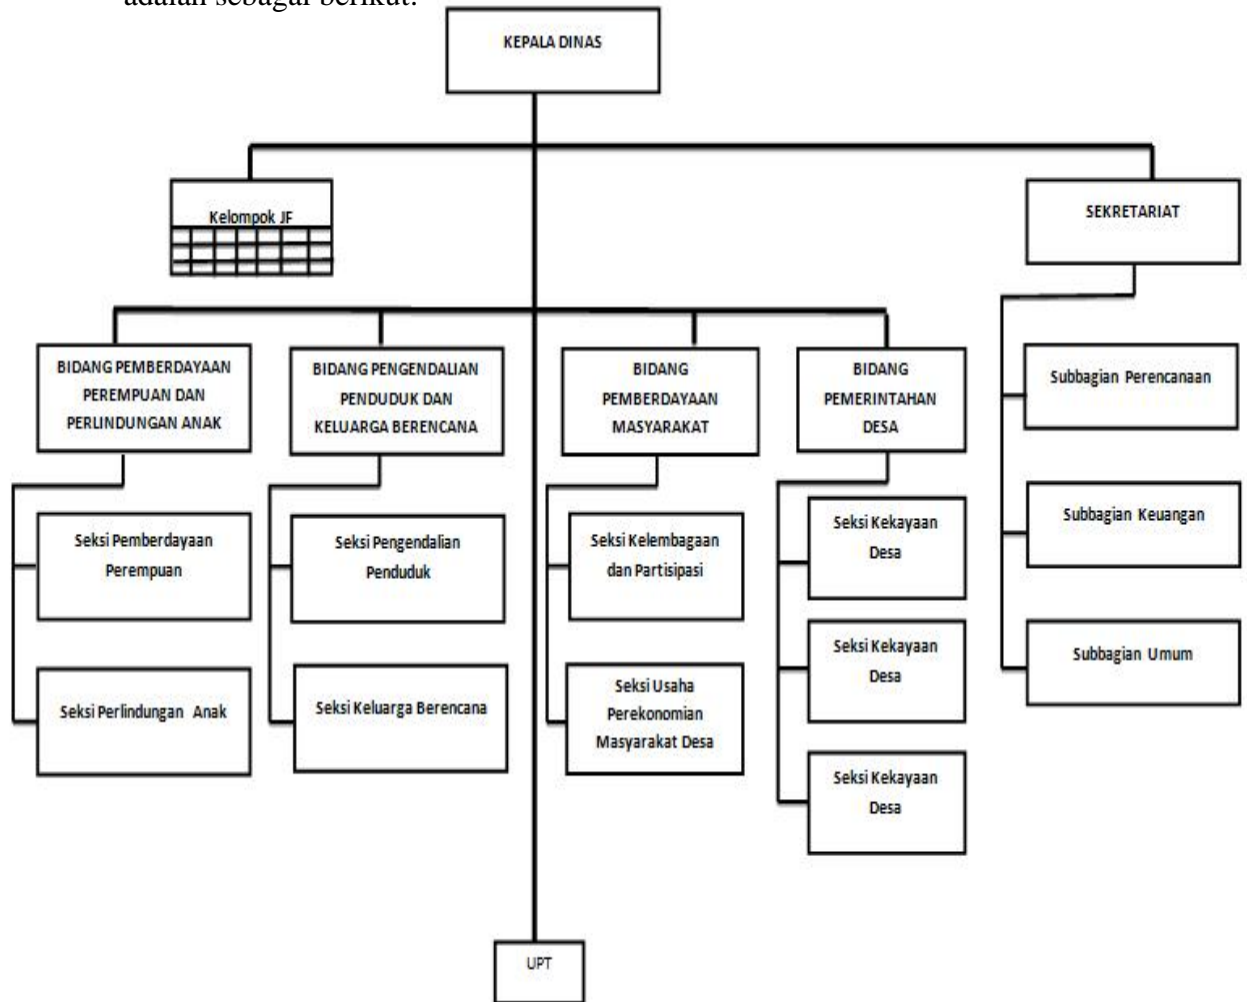 adalah sebagai berikut:
KEPALA DINAS
Kelompok JF
SEKRETARIAT
BIDANG PEMBERDAYAAN
PEREMPUAN DAN
PERLINDUNGAN ANAK
BIDANG PENGENDALIAN
PENDUDUK DAN
KELUARGA BERENCANA
BIDANG
PEMBERDAYAAN
MASYARAKAT
BIDANG
PEMERINTAHAN
DESA
Subbagian Perencanaan
Subbagian Keuangan
Subbagian Umum
Seksi Pemberdayaan
Perempuan
Seksi Perlindungan Anak
Seksi Pengendalian
Penduduk
Seksi Keluarga Berencana
Seksi Kelembagaan
dan Partisipasi
Seksi Usaha
Perekonomian
Masyarakat Desa
Seksi Kekayaan
Desa
Seksi Kekayaan
Desa
Seksi Kekayaan
Desa
UPT